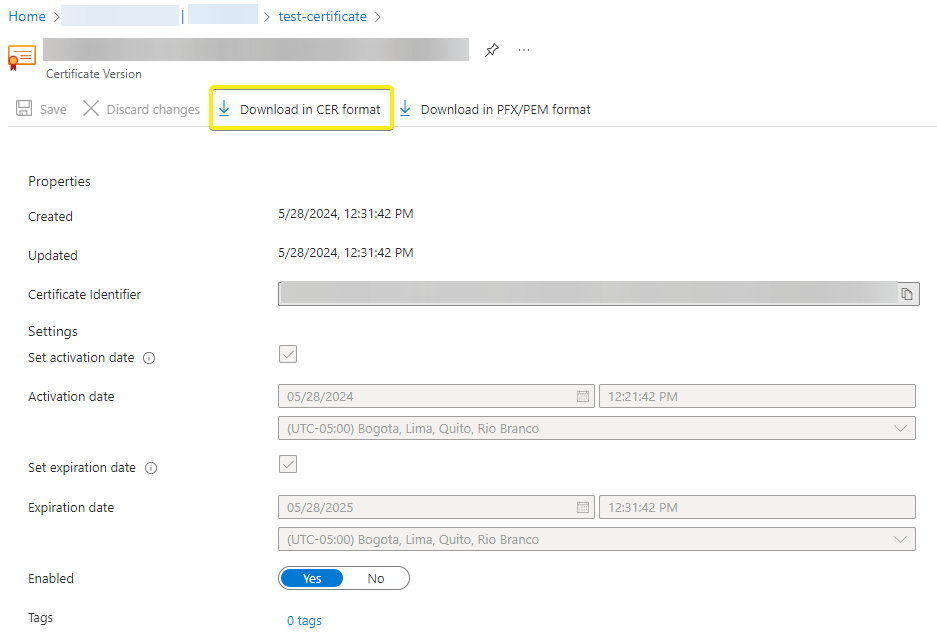 Home > | > test-certificate >
...
Certificate Version
Save Discard changes Download in CER format Download in PFX/PEM format
Properties
Created 5/28/2024, 12:31:42 PM
Updated 5/28/2024, 12:31:42 PM
Certificate Identifier
Settings
Set activation date
Activation date 05/28/2024 12:21:42 PM
(UTC-05:00) Bogota, Lima, Quito, Rio Branco
Set expiration date
Expiration date 05/28/2025 12:31:42 PM
(UTC-05:00) Bogota, Lima, Quito, Rio Branco
Enabled Yes No
Tags 0 tags